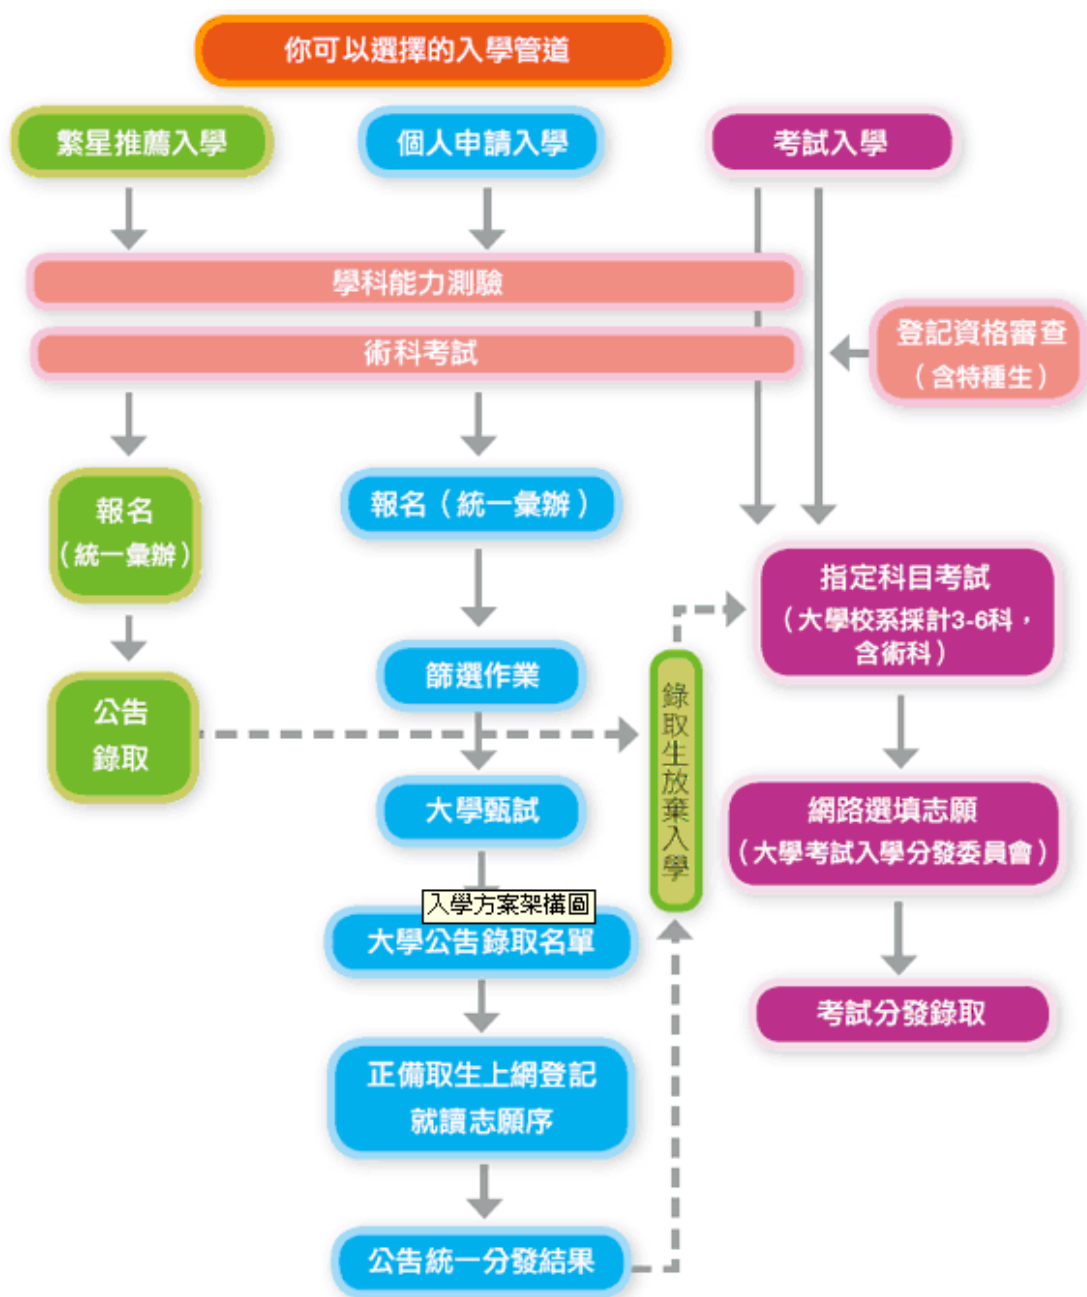 你可以選擇的入學管道
繁星推薦入學
個人申請入學
考試入學
學科能力測驗
術科考試
登記資格審查
（含特種生）
報名
（統一彙辦）
報名（統一彙辦）
指定科目考試
（大學校系採計3-6科，
含術科）
篩選作業
公告
錄取
錄取生放棄入學
大學甄試
網路選填志願
（大學考試入學分發委員會）
入學方案架構圖
大學公告錄取名單
考試分發錄取
正備取生上網登記
就讀志願序
公告統一分發結果